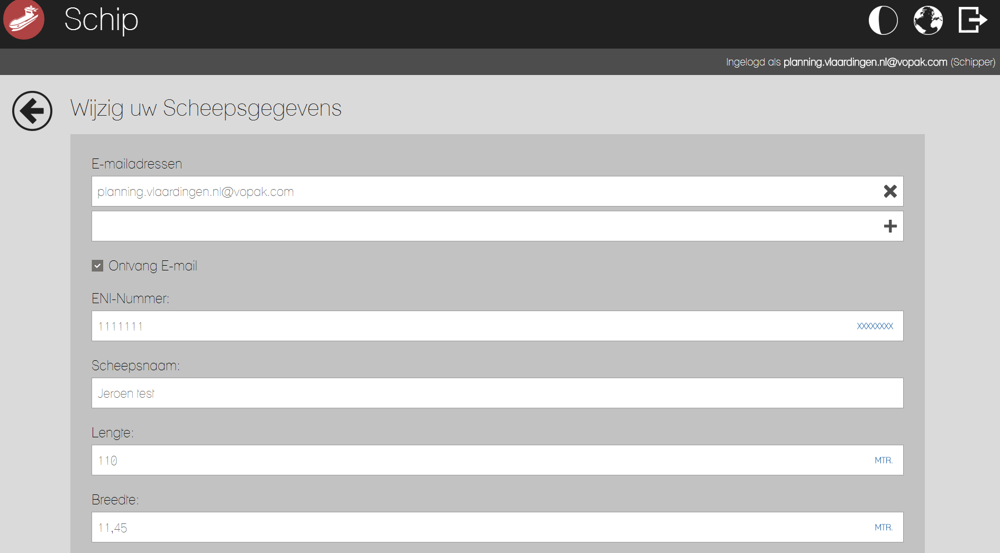 Schip
Ingelogd als planning.vlaardingen.nl@vopak.com (Schipper)
Wijzig uw Scheepsgegevens
E-mailadressen
planning.vlaardingen.nl@vopak.com
Ontvang E-mail
ENI-Nummer:
1111111 XXXXXXXX
Scheepsnaam:
Jeroen test
Lengte:
110 MTR.
Breedte:
11,45 MTR.